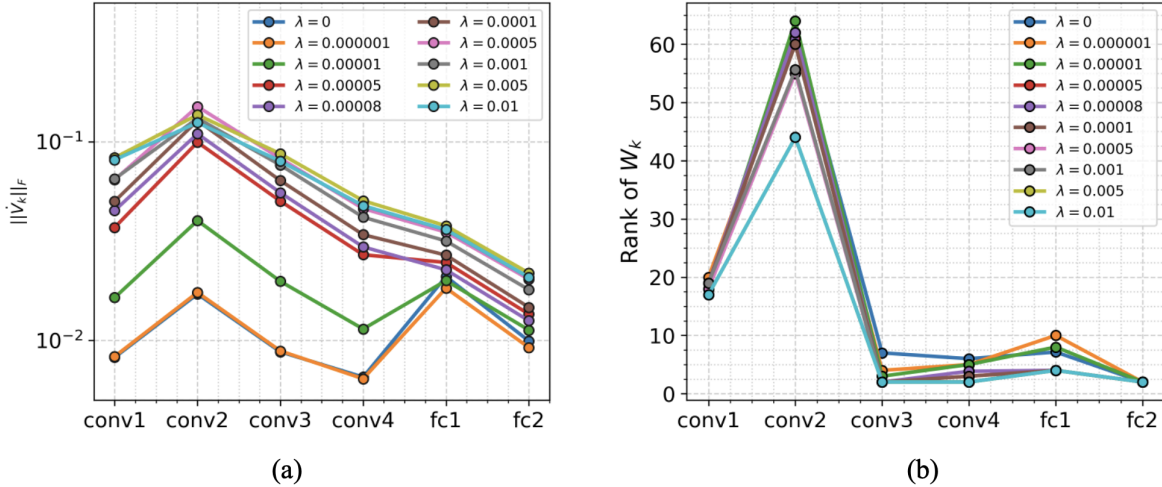 λ = 0
λ = 0.000001
λ = 0.00001
λ = 0.00005
λ = 0.00008
λ = 0.0001
λ = 0.0005
λ = 0.001
λ = 0.005
λ = 0.01
10⁻¹
10⁻²
||V̇ₖ||_F
conv1 conv2 conv3 conv4 fc1 fc2
(a)
λ = 0
λ = 0.000001
λ = 0.00001
λ = 0.00005
λ = 0.00008
λ = 0.0001
λ = 0.0005
λ = 0.001
λ = 0.005
λ = 0.01
60
50
40
30
20
10
0
Rank of Wₖ
conv1 conv2 conv3 conv4 fc1 fc2
(b)